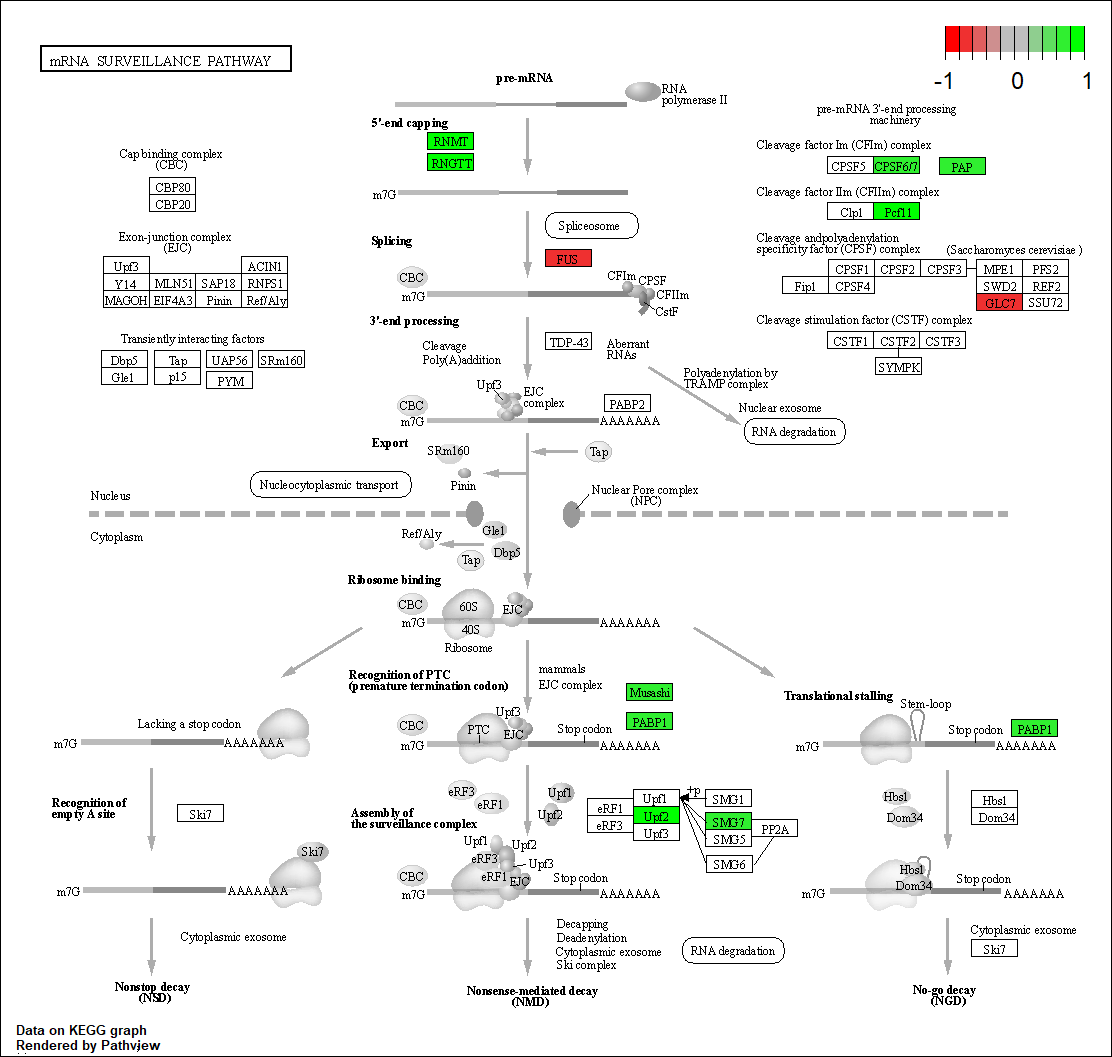 mRNA SURVEILLANCE PATHWAY
-1 0 1
pre-mRNA
RNA
polymerase II
5'-end capping
RNMT
RNGTT
m7G
Cap binding complex
(CBC)
CBP80
CBP20
Exon-junction complex
(EJC)
Upf3 ACIN1
Y14 MLN51 SAP18 RNPS1
MAGOH EIF4A3 Pinin Ref/Aly
Transiently interacting factors
Dbp5 Tap UAP56 SRm160
Gle1 p15 PYM
pre-mRNA 3'-end processing
machinery
Cleavage factor Im (CFIm) complex
CPSF5 CPSF6/7 PAP
Cleavage factor IIm (CFIIm) complex
Clp1 Pcf11
Cleavage andpolyadenylation
specificity factor (CPSF) complex
(Saccharomyces cerevisiae )
CPSF1 CPSF2 CPSF3 MPE1 PFS2
Fip1 CPSF4 SWD2 REF2
GLC7 SSU72
Cleavage stimulation factor (CSTF) complex
CSTF1 CSTF2 CSTF3
SYMPK
Spliceosome
Splicing
FUS
CBC
m7G
CFIm CPSF
CFIIm
CstF
3'-end processing
Cleavage
Poly(A)addition
TDP-43
Aberrant
RNAs
Polyadenylation by
TRAMP complex
Nuclear exosome
RNA degradation
Upf3
EJC
complex
CBC
m7G
PABP2
AAAAAAA
Export
SRm160
Tap
Pinin
Nucleocytoplasmic transport
Nucleus
Nuclear Pore complex
(NPC)
Cytoplasm
Ref/Aly
Gle1
Tap
Dbp5
Ribosome binding
CBC
m7G
60S
40S
EJC
AAAAAAA
Ribosome
Recognition of PTC
(premature termination codon)
mammals
EJC complex
Musashi
PABP1
CBC
m7G
PTC
Upf3
EJC
Stop codon
AAAAAAA
Lacking a stop codon
m7G
AAAAAAA
Translational stalling
Stem-loop
Stop codon
PABP1
m7G
AAAAAAA
Recognition of
empty A site
Ski7
Ski7
m7G
AAAAAAA
Cytoplasmic exosome
Nonstop decay
(NSD)
Assembly of
the surveillance complex
eRF3
eRF1
Upf1
Upf2
eRF1
eRF3
Upf1
Upf2
Upf3
+p
SMG1
SMG7
SMG5
SMG6
PP2A
Upf1
Upf2
eRF3
Upf3
eRF1
EJC
CBC
m7G
Stop codon
AAAAAAA
Decapping
Deadenylation
Cytoplasmic exosome
Ski complex
RNA degradation
Nonsense-mediated decay
(NMD)
Hbs1
Dom34
Hbs1
Dom34
Hbs1
Dom34
Stop codon
m7G
AAAAAAA
Cytoplasmic exosome
Ski7
No-go decay
(NGD)
Data on KEGG graph
Rendered by Pathview